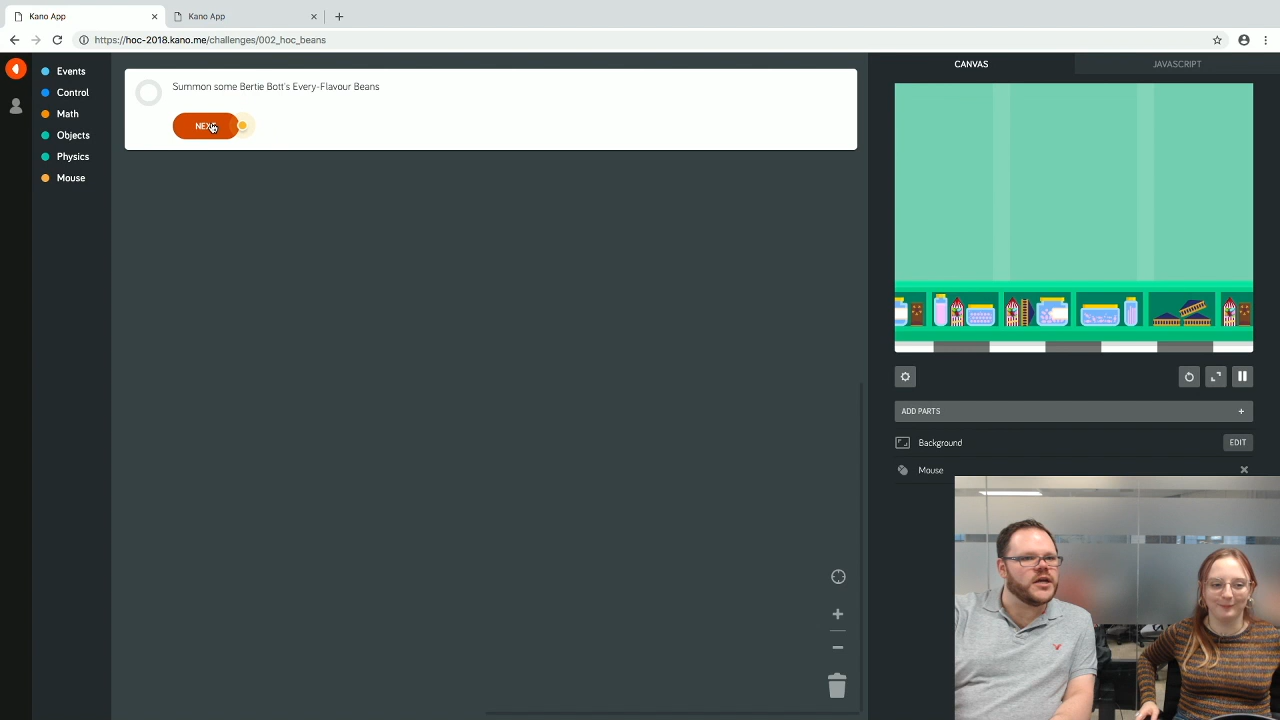 Kano App
Kano App
https://hoc-2018.kano.me/challenges/002_hoc_beans
Events
Control
Math
Objects
Physics
Mouse
Summon some Bertie Bott's Every-Flavour Beans
CANVAS
JAVASCRIPT
ADD PARTS
Background
EDIT
Mouse